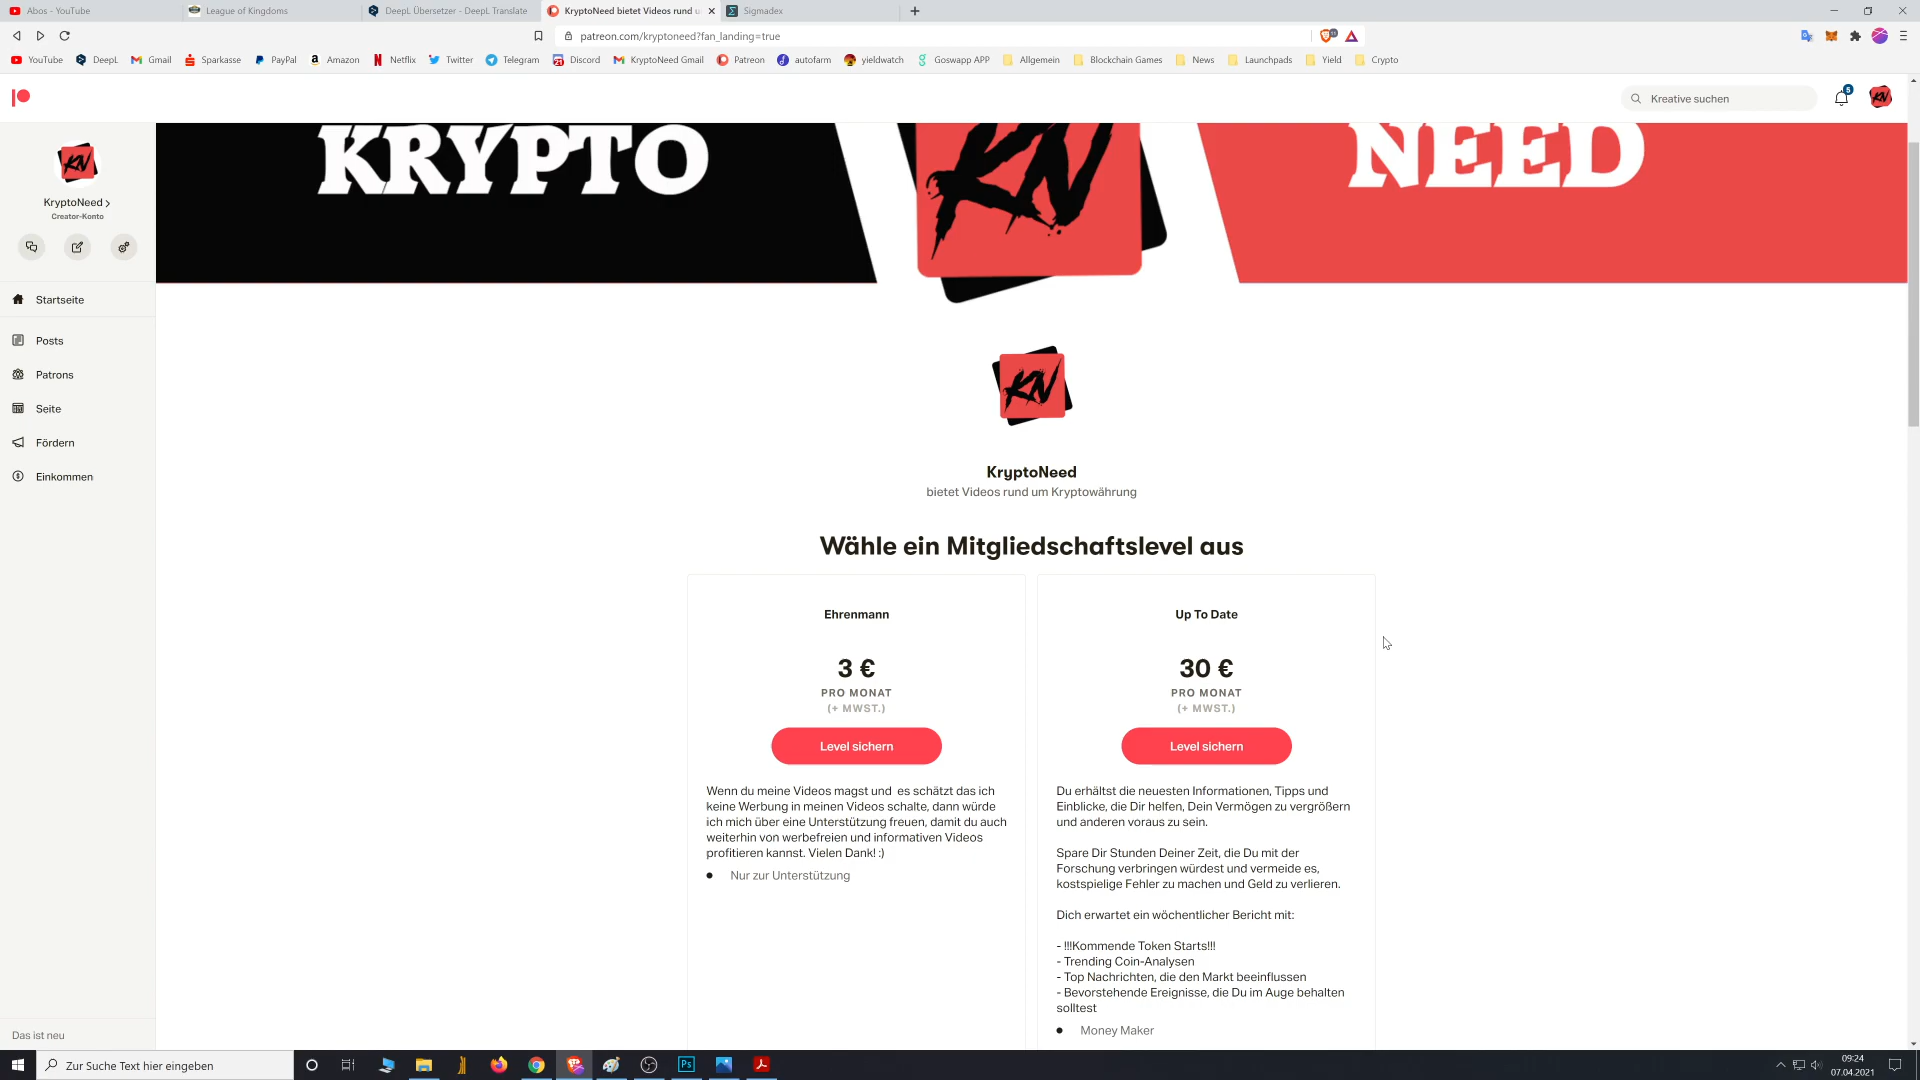 Abos - YouTube
League of Kingdoms
DeepL Übersetzer - DeepL Translate
KryptoNeed bietet Videos rund u
Sigmadex
patreon.com/kryptoneed?fan_landing=true
YouTube
DeepL
Gmail
Sparkasse
PayPal
Amazon
Netflix
Twitter
Telegram
Discord
KryptoNeed Gmail
Patreon
autofarm
yieldwatch
Goswapp APP
Allgemein
Blockchain Games
News
Launchpads
Yield
Crypto
Kreative suchen
5
KRYPTO
KN
NEED
KN
KryptoNeed
Creator-Konto
Startseite
Posts
Patrons
Seite
Fördern
Einkommen
KN
KryptoNeed
bietet Videos rund um Kryptowährung
Wähle ein Mitgliedschaftslevel aus
Ehrenmann
3 €
PRO MONAT
(+ MWST.)
Level sichern
Wenn du meine Videos magst und es schätzt das ich
keine Werbung in meinen Videos schalte, dann würde
ich mich über eine Unterstützung freuen, damit du auch
weiterhin von werbefreien und informativen Videos
profitieren kannst. Vielen Dank! :)
Nur zur Unterstützung
Up To Date
30 €
PRO MONAT
(+ MWST.)
Level sichern
Du erhältst die neuesten Informationen, Tipps und
Einblicke, die Dir helfen, Dein Vermögen zu vergrößern
und anderen voraus zu sein.
Spare Dir Stunden Deiner Zeit, die Du mit der
Forschung verbringen würdest und vermeide es,
kostspielige Fehler zu machen und Geld zu verlieren.
Dich erwartet ein wöchentlicher Bericht mit:
- !!!Kommende Token Starts!!!
- Trending Coin-Analysen
- Top Nachrichten, die den Markt beeinflussen
- Bevorstehende Ereignisse, die Du im Auge behalten
solltest
Money Maker
Das ist neu
Zur Suche Text hier eingeben
Ps
09:24
07.04.2021